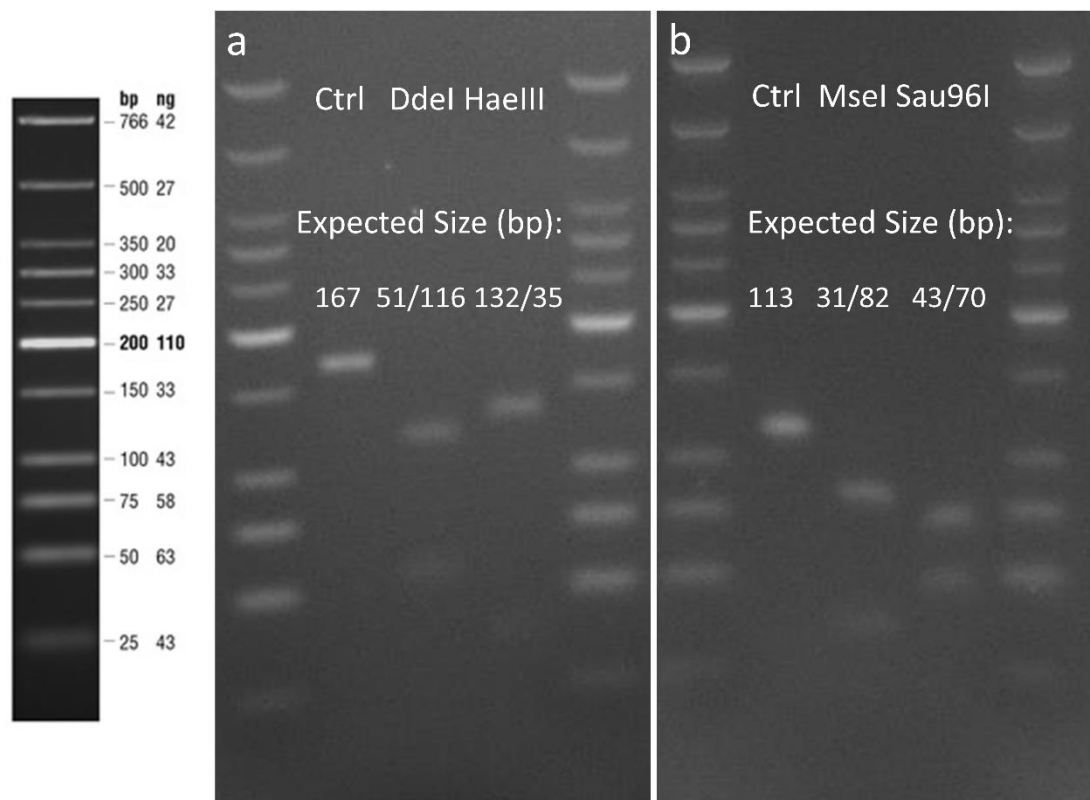 bp ng
766 42
500 27
350 20
300 33
250 27
200 110
150 33
100 43
75 58
50 63
25 43
a
Ctrl DdeI HaeIII
Expected Size (bp):
167 51/116 132/35
b
Ctrl MseI Sau96I
Expected Size (bp):
113 31/82 43/70